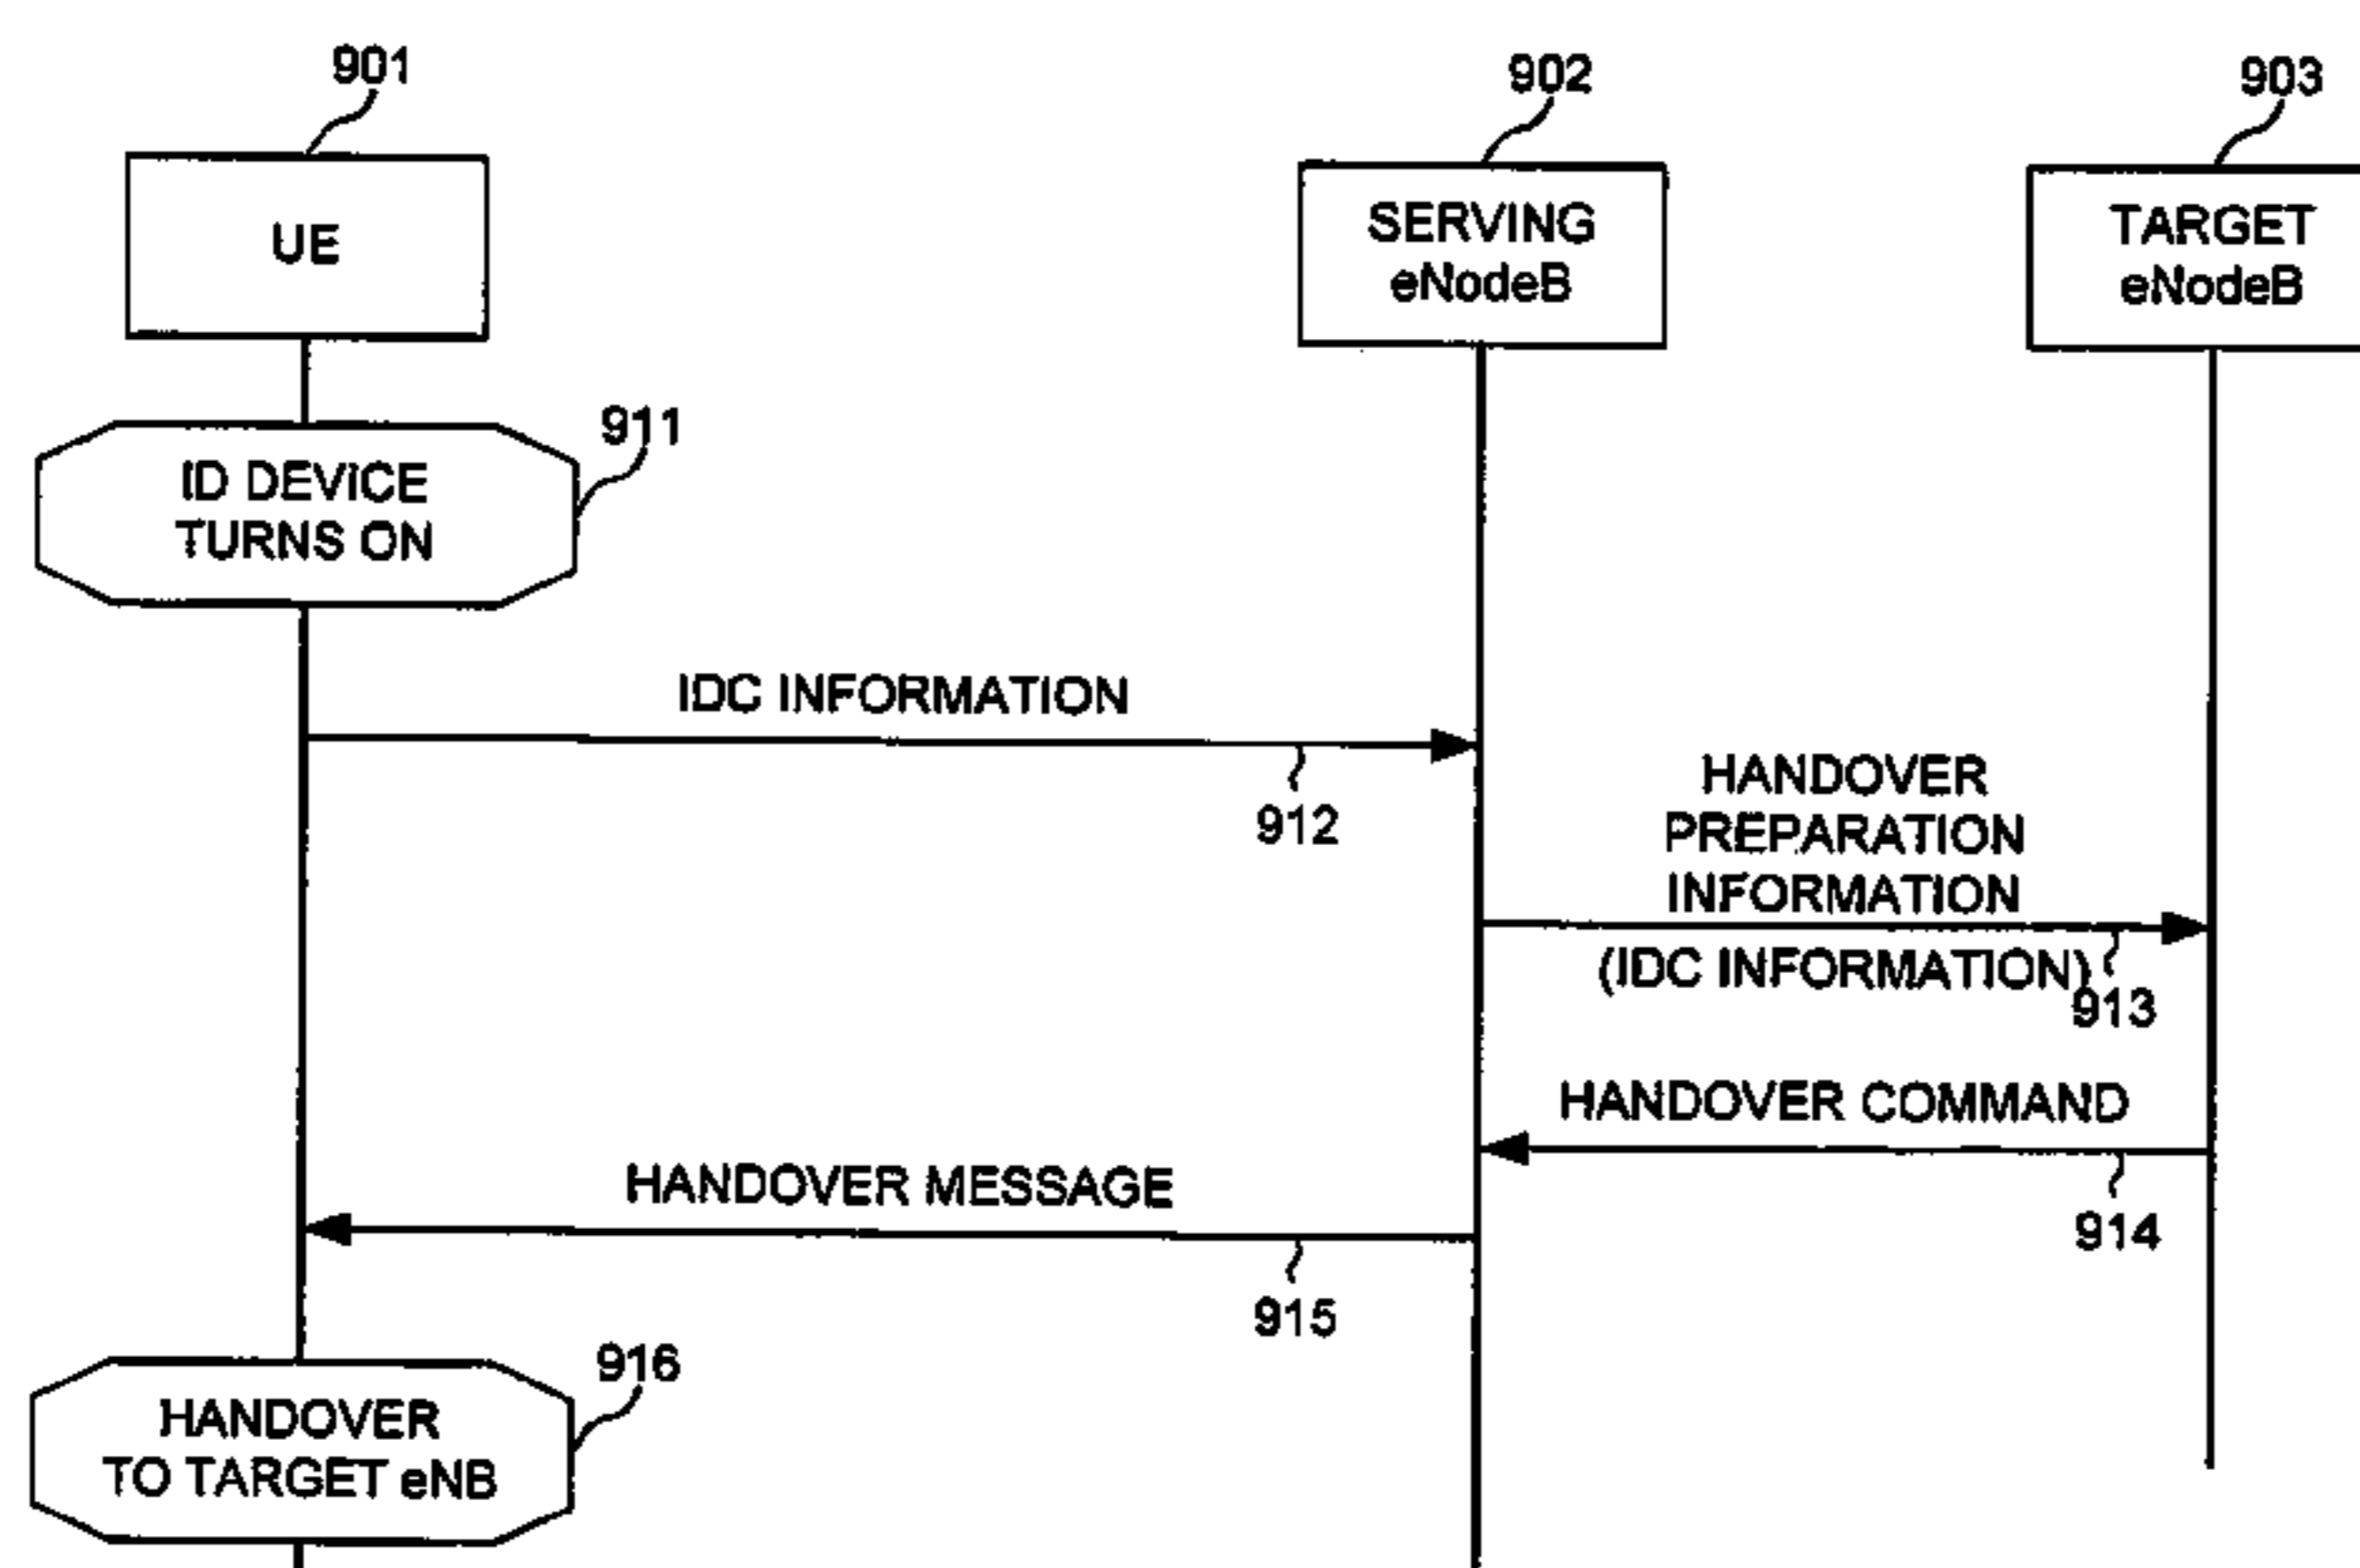 901
902
903
UE
SERVING
eNodeB
TARGET
eNodeB
911
ID DEVICE
TURNS ON
IDC INFORMATION
912
HANDOVER
PREPARATION
INFORMATION
(IDC INFORMATION)
913
HANDOVER COMMAND
914
HANDOVER MESSAGE
915
916
HANDOVER
TO TARGET eNB